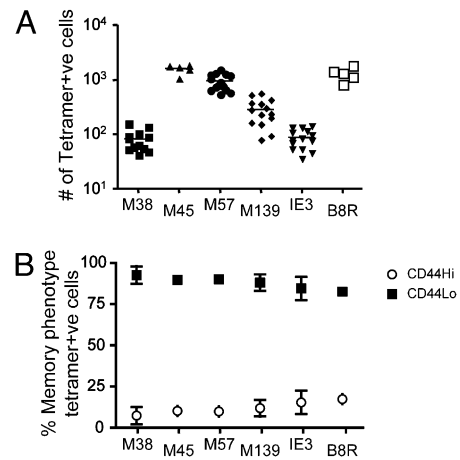 A
# of Tetramer+ve cells
10⁴
10³
10²
10¹
M38 M45 M57 M139 IE3 B8R
B
% Memory phenotype
tetramer+ve cells
100
75
50
25
0
M38 M45 M57 M139 IE3 B8R
CD44Hi
CD44Lo